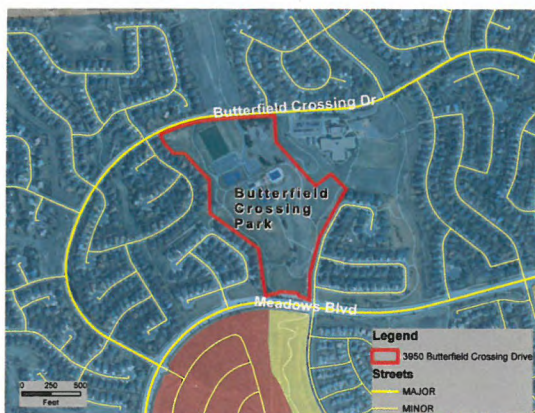 Butterfield Crossing Dr
Butterfield
Crossing
Park
Meadows Blvd
Legend
3950 Butterfield Crossing Drive
Streets
MAJOR
MINOR
0 250 500
Feet